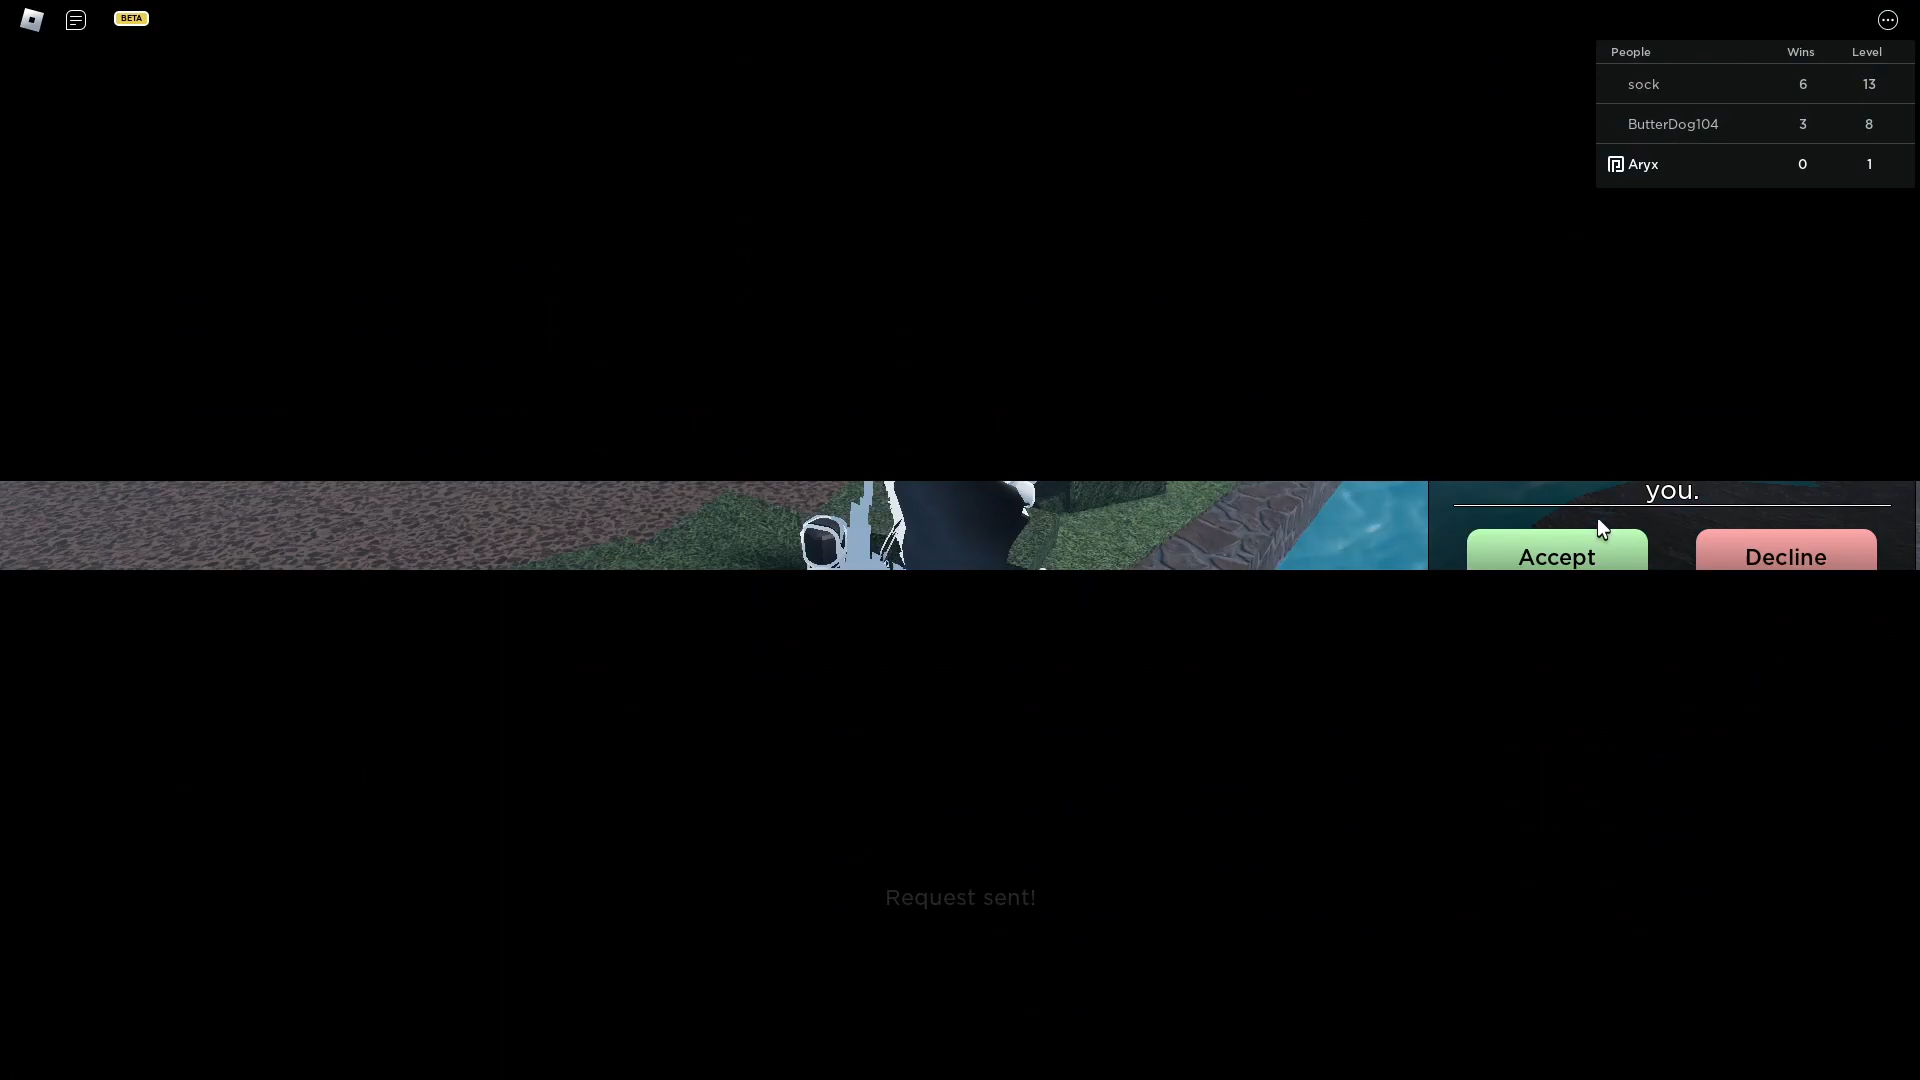 BETA
People Wins Level
sock 6 13
ButterDog104 3 8
Aryx 0 1
you.
Accept Decline
Request sent!